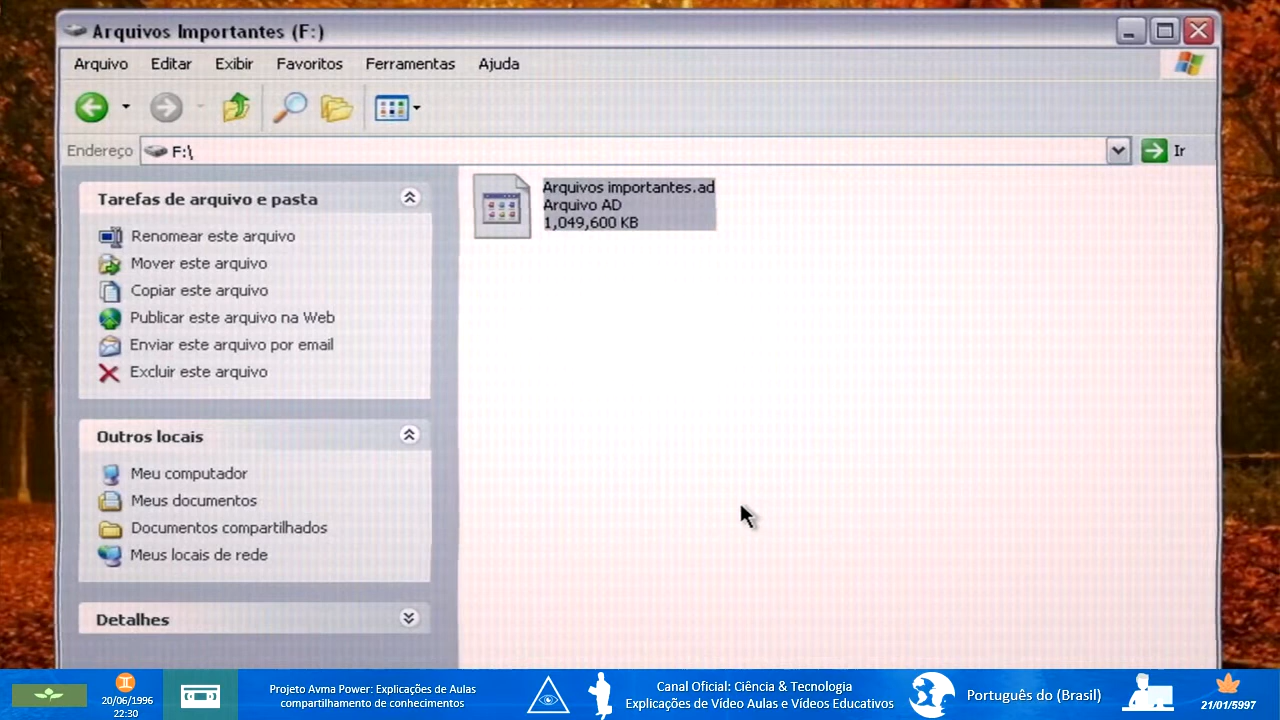 Arquivos Importantes (F:)
Arquivo Editar Exibir Favoritos Ferramentas Ajuda
Endereço F:\ Ir
Tarefas de arquivo e pasta
Renomear este arquivo
Mover este arquivo
Copiar este arquivo
Publicar este arquivo na Web
Enviar este arquivo por email
Excluir este arquivo
Outros locais
Meu computador
Meus documentos
Documentos compartilhados
Meus locais de rede
Detalhes
Arquivos importantes.ad
Arquivo AD
1,049,600 KB
20/06/1996
22:30
Projeto Avma Power: Explicações de Aulas
compartilhamento de conhecimentos
Canal Oficial: Ciência & Tecnologia
Explicações de Vídeo Aulas e Vídeos Educativos
Português do (Brasil)
21/01/5997